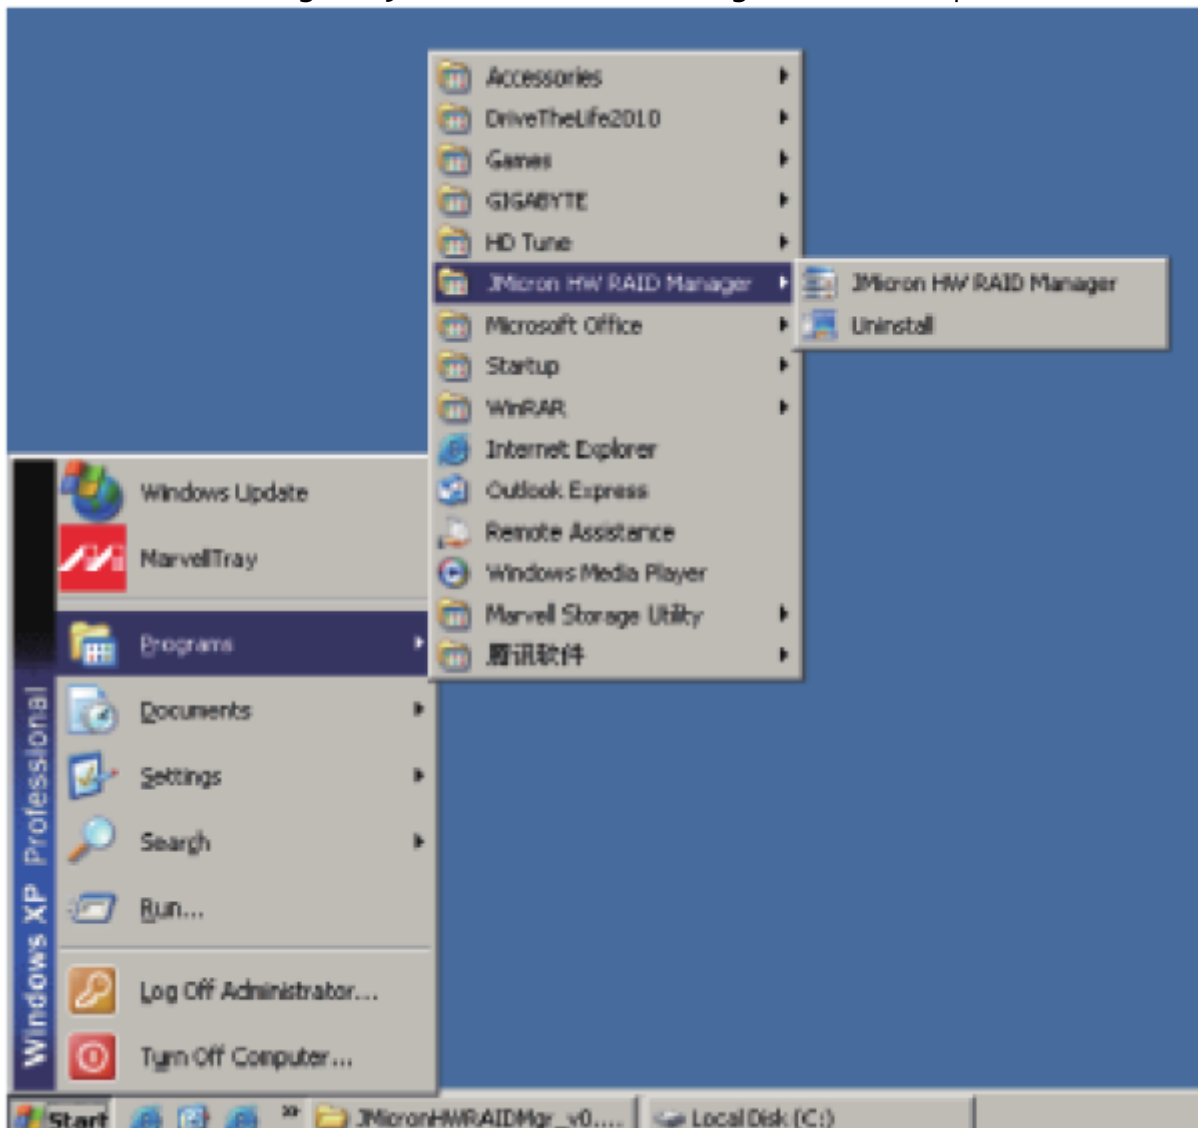 Accessories
DriveTheLife2010
Games
GIGABYTE
HD Tune
JMicron HW RAID Manager
JMicron HW RAID Manager
Uninstall
Microsoft Office
Startup
WinRAR
Internet Explorer
Outlook Express
Remote Assistance
Windows Media Player
Marvell Storage Utility
腾讯软件
Windows Update
MarvellTray
Programs
Documents
Settings
Search
Run...
Log Off Administrator...
Turn Off Computer...
Windows XP Professional
Start
JMicronHWRAIDMgr_v0....
Local Disk (C:)